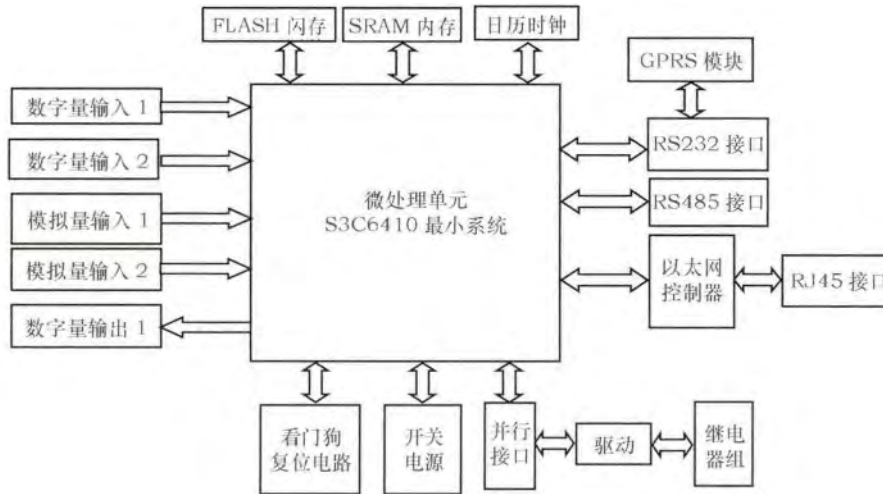 FLASH 闪存
SRAM 内存
日历时钟
GPRS 模块
数字量输入 1
数字量输入 2
模拟量输入 1
模拟量输入 2
数字量输出 1
微处理单元
S3C6410 最小系统
RS232 接口
RS485 接口
以太网
控制器
RJ45 接口
看门狗
复位电路
开关
电源
并行
接口
驱动
继电
器组